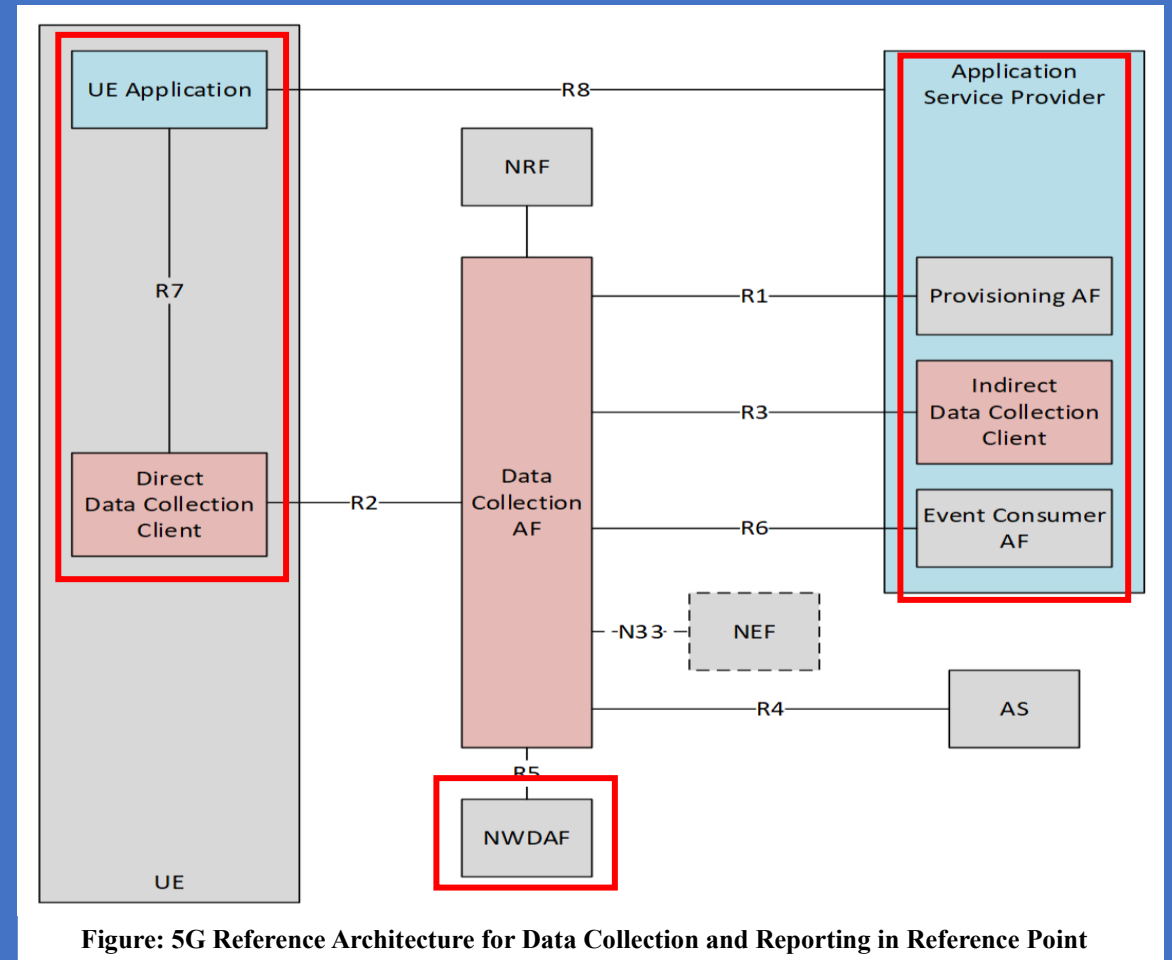 UE Application
R8
Application
Service Provider
NRF
R7
R1
Provisioning AF
Indirect
Data Collection
Client
R3
Direct
Data Collection
Client
R2
Data
Collection
AF
Event Consumer
AF
R6
N33
NEF
R4
AS
R5
NWDAF
UE
Figure: 5G Reference Architecture for Data Collection and Reporting in Reference Point